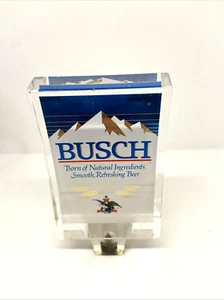 BUSCH
Born of Natural Ingredients.
Smooth, Refreshing Beer